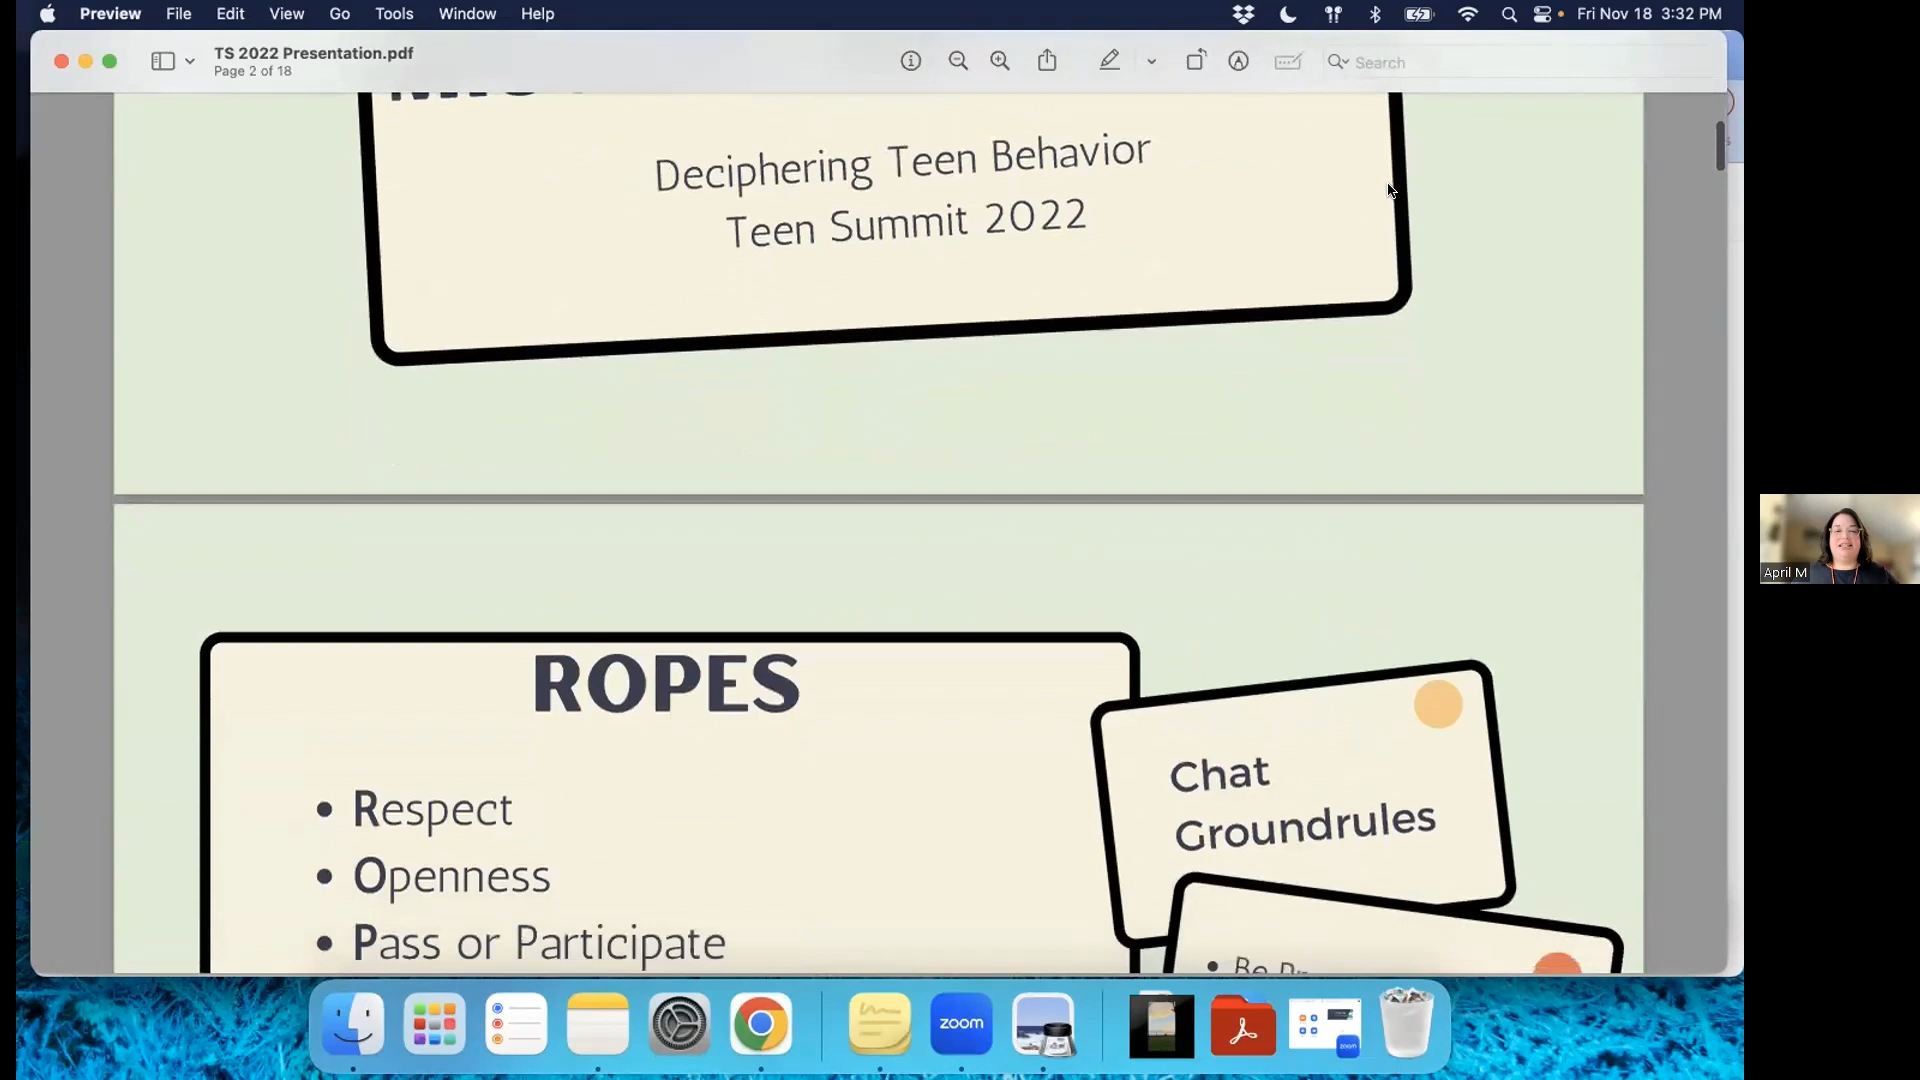 Preview File Edit View Go Tools Window Help
Fri Nov 18 3:32 PM
TS 2022 Presentation.pdf
Page 2 of 18
Search
Deciphering Teen Behavior
Teen Summit 2022
ROPES
• Respect
• Openness
• Pass or Participate
Chat
Groundrules
• Be
April M
zoom
zoom